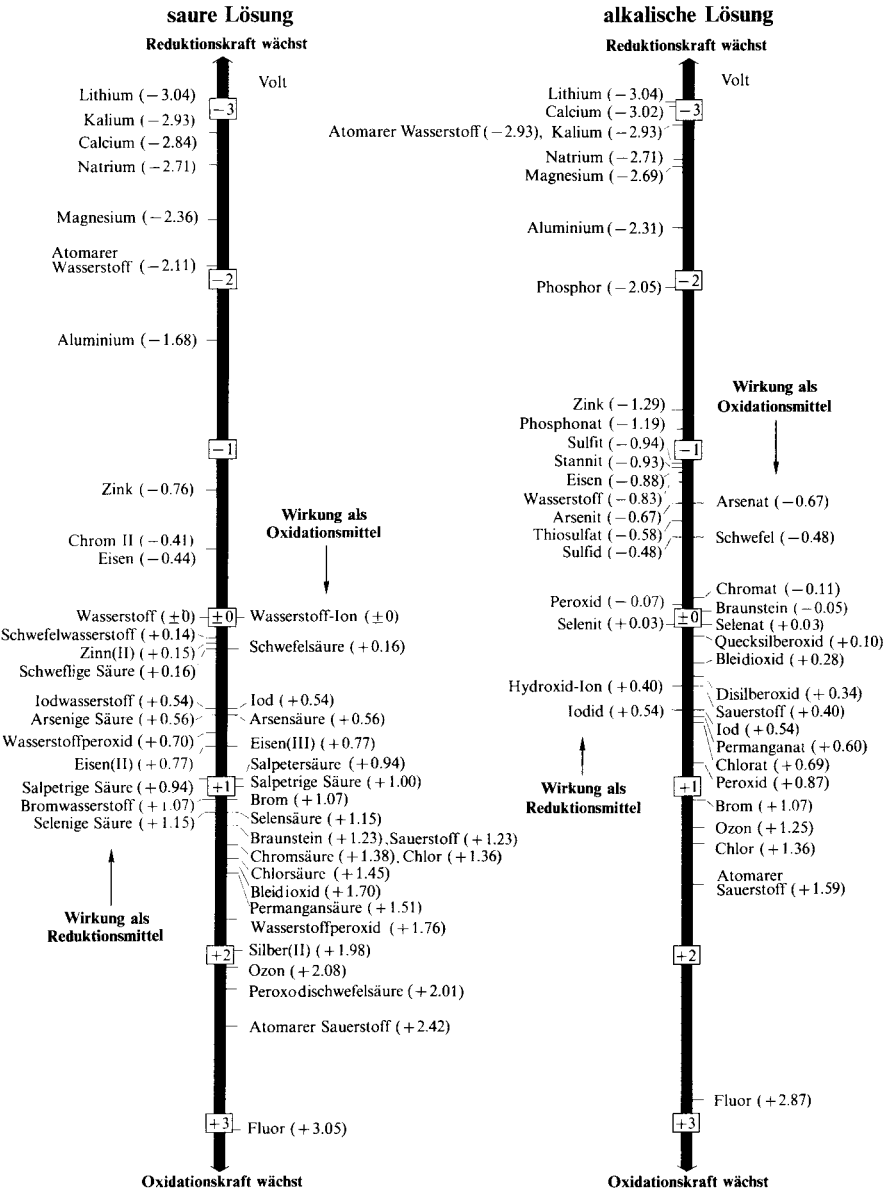 saure Lösung
Reduktionskraft wächst
Volt
Lithium (−3.04)
−3
Kalium (−2.93)
Calcium (−2.84)
Natrium (−2.71)
Magnesium (−2.36)
Atomarer
Wasserstoff (−2.11)
−2
Aluminium (−1.68)
−1
Zink (−0.76)
Chrom II (−0.41)
Eisen (−0.44)
Wirkung als
Oxidationsmittel
Wasserstoff (±0)
±0
Wasserstoff-Ion (±0)
Schwefelwasserstoff (+0.14)
Zinn(II) (+0.15)
Schwefelsäure (+0.16)
Schweflige Säure (+0.16)
Iodwasserstoff (+0.54)
Iod (+0.54)
Arsenige Säure (+0.56)
Arsensäure (+0.56)
Wasserstoffperoxid (+0.70)
Eisen(III) (+0.77)
Eisen(II) (+0.77)
Salpetersäure (+0.94)
Salpetrige Säure (+0.94)
+1
Salpetrige Säure (+1.00)
Bromwasserstoff (+1.07)
Brom (+1.07)
Selenige Säure (+1.15)
Selensäure (+1.15)
Braunstein (+1.23), Sauerstoff (+1.23)
Chromsäure (+1.38), Chlor (+1.36)
Chlorsäure (+1.45)
Bleidioxid (+1.70)
Permangansäure (+1.51)
Wirkung als
Reduktionsmittel
Wasserstoffperoxid (+1.76)
+2
Silber(II) (+1.98)
Ozon (+2.08)
Peroxodischwefelsäure (+2.01)
Atomarer Sauerstoff (+2.42)
+3
Fluor (+3.05)
Oxidationskraft wächst
alkalische Lösung
Reduktionskraft wächst
Volt
Lithium (−3.04)
−3
Calcium (−3.02)
Atomarer Wasserstoff (−2.93), Kalium (−2.93)
Natrium (−2.71)
Magnesium (−2.69)
Aluminium (−2.31)
Phosphor (−2.05)
−2
Wirkung als
Oxidationsmittel
Zink (−1.29)
Phosphonat (−1.19)
Sulfit (−0.94)
−1
Stannit (−0.93)
Eisen (−0.88)
Wasserstoff (−0.83)
Arsenat (−0.67)
Arsenit (−0.67)
Thiosulfat (−0.58)
Schwefel (−0.48)
Sulfid (−0.48)
Chromat (−0.11)
Peroxid (−0.07)
Braunstein (−0.05)
Selenit (+0.03)
±0
Selenat (+0.03)
Quecksilberoxid (+0.10)
Bleidioxid (+0.28)
Hydroxid-Ion (+0.40)
Disilberoxid (+0.34)
Iodid (+0.54)
Sauerstoff (+0.40)
Iod (+0.54)
Permanganat (+0.60)
Chlorat (+0.69)
Peroxid (+0.87)
Wirkung als
Reduktionsmittel
+1
Brom (+1.07)
Ozon (+1.25)
Chlor (+1.36)
Atomarer
Sauerstoff (+1.59)
+2
Fluor (+2.87)
+3
Oxidationskraft wächst